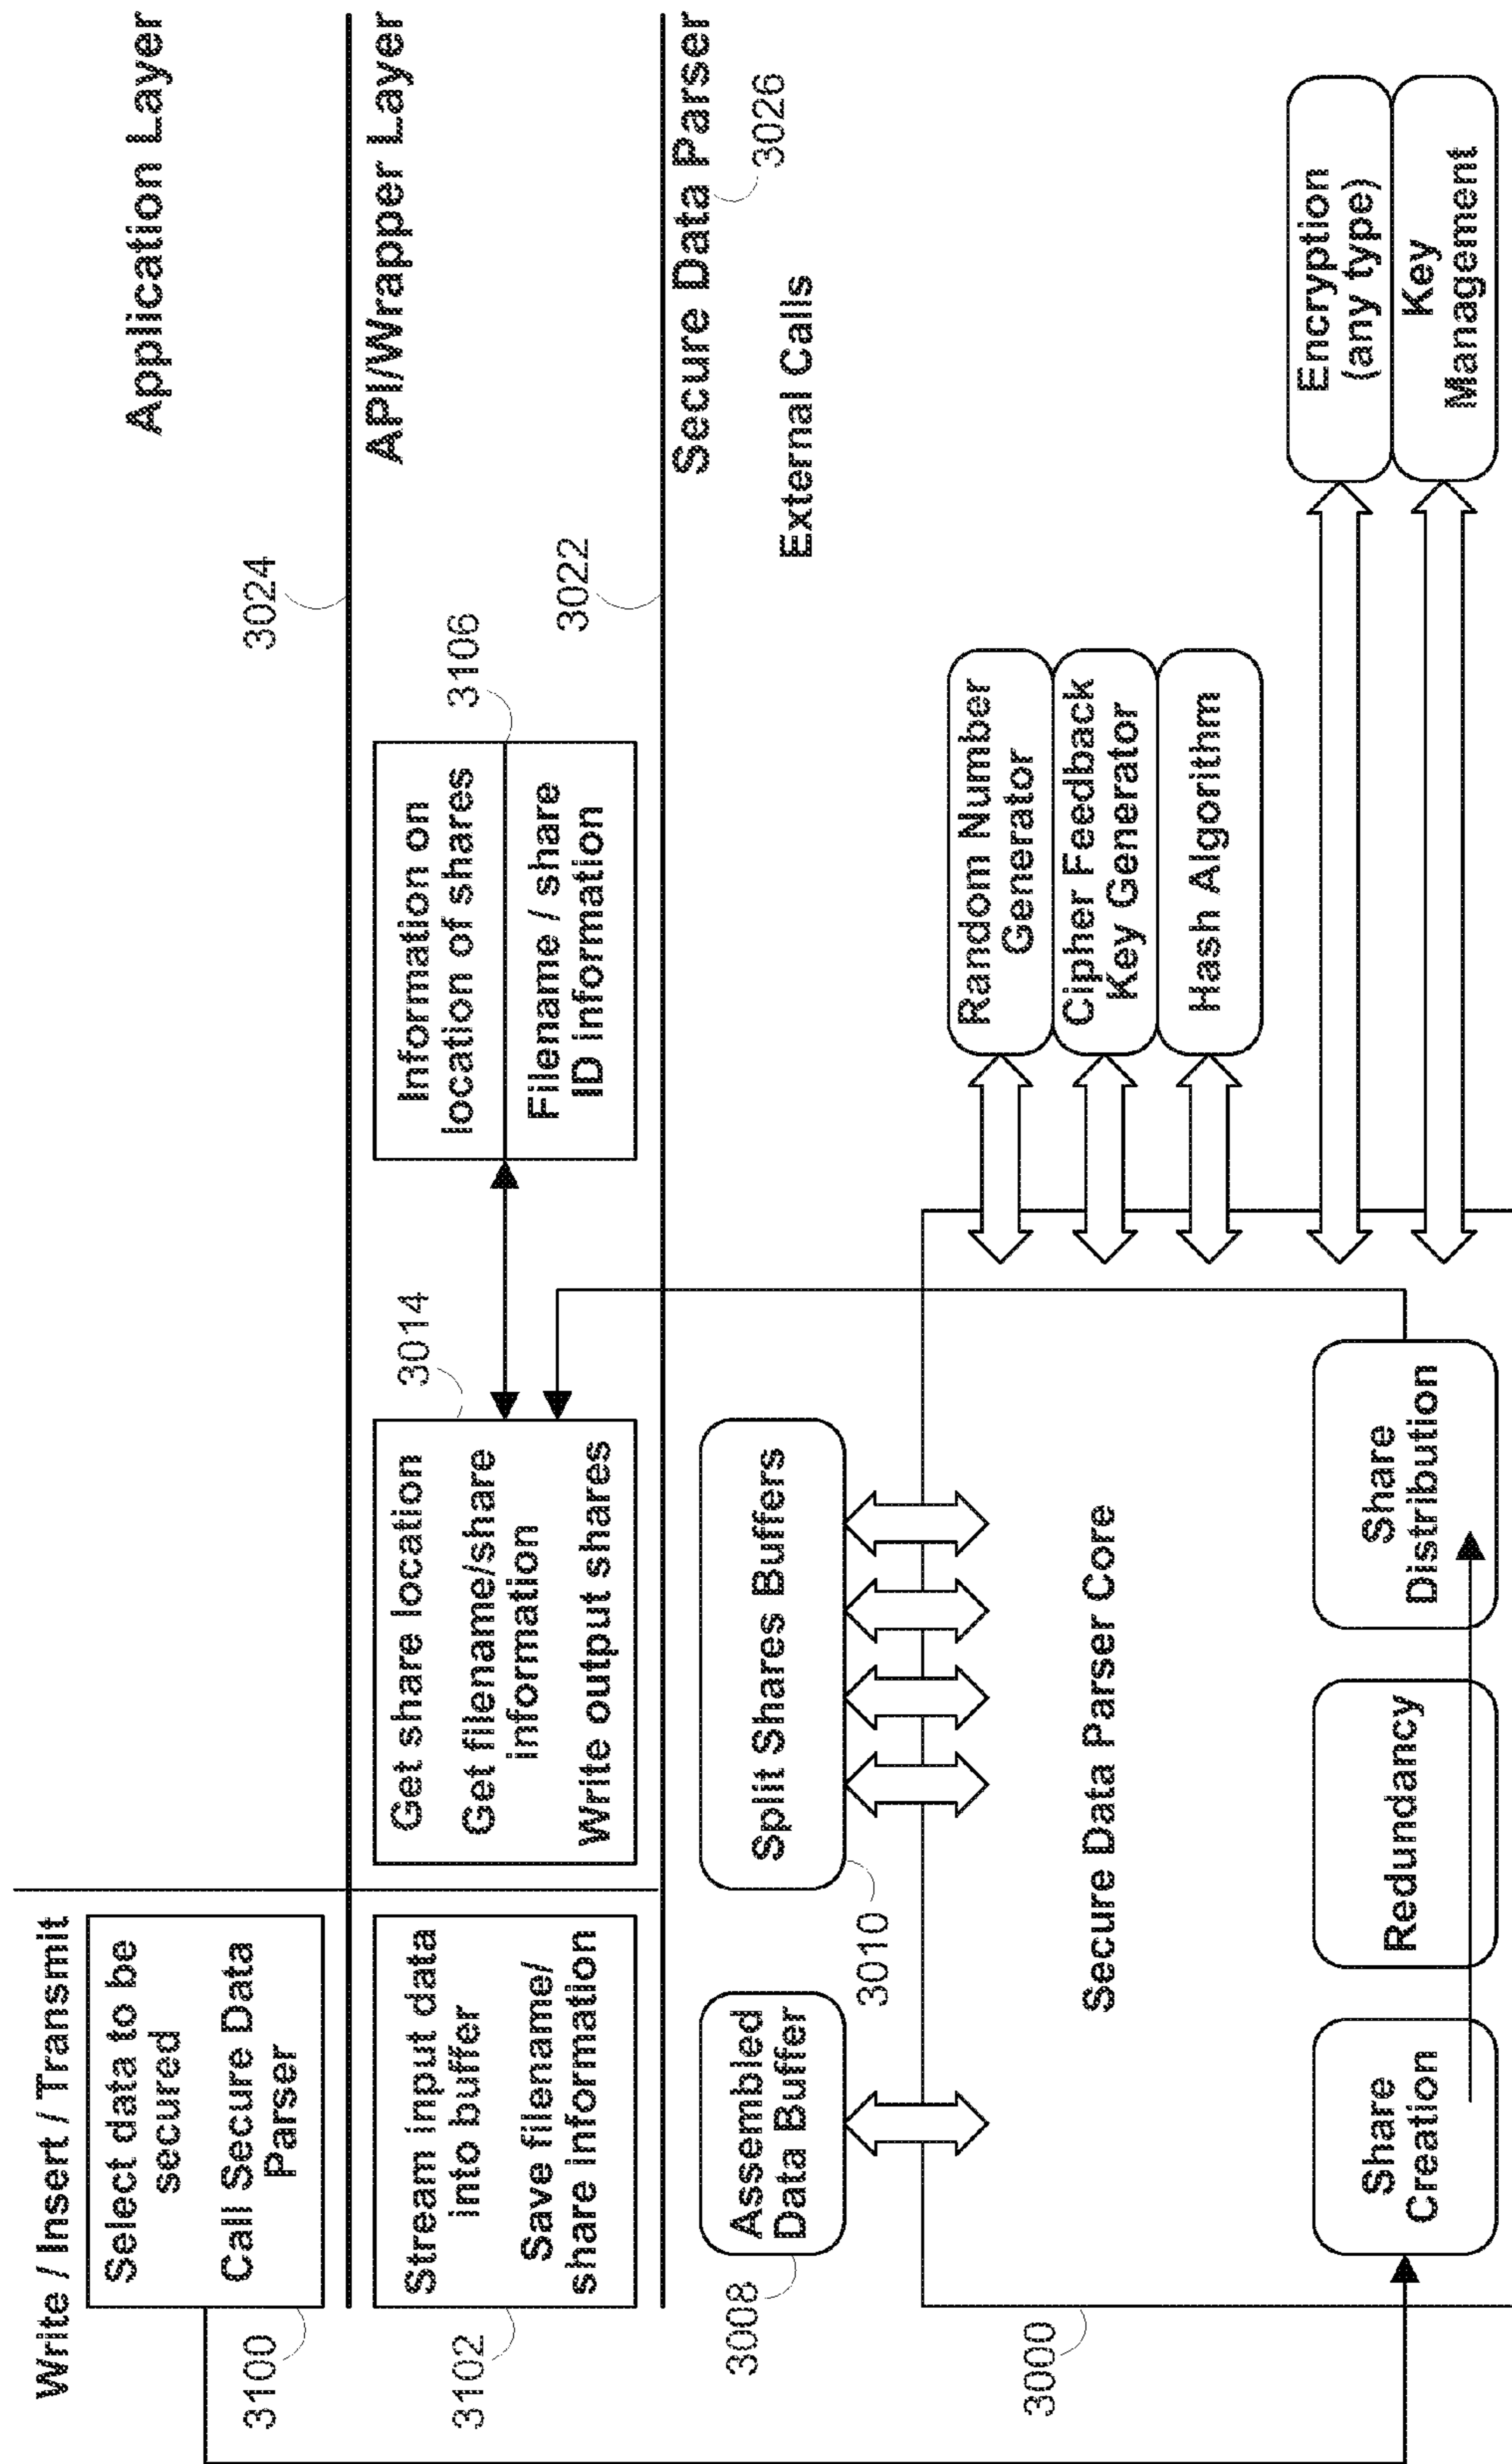 Write / Insert / Transmit
Application Layer
Select data to be
secured
Call Secure Data
Parser
3100
3024
API/Wrapper Layer
Stream input data
into buffer
Save filename/
share information
3102
Get share location
Get filename/share
information
Write output shares
3014
Information on
location of shares
Filename / share
ID information
3106
3022
Secure Data Parser
3026
External Calls
Assembled
Data Buffer
3008
Split Shares Buffers
3010
3000
Secure Data Parser Core
Random Number
Generator
Cipher Feedback
Key Generator
Hash Algorithm
Share
Creation
Redundancy
Share
Distribution
Encryption
(any type)
Key
Management